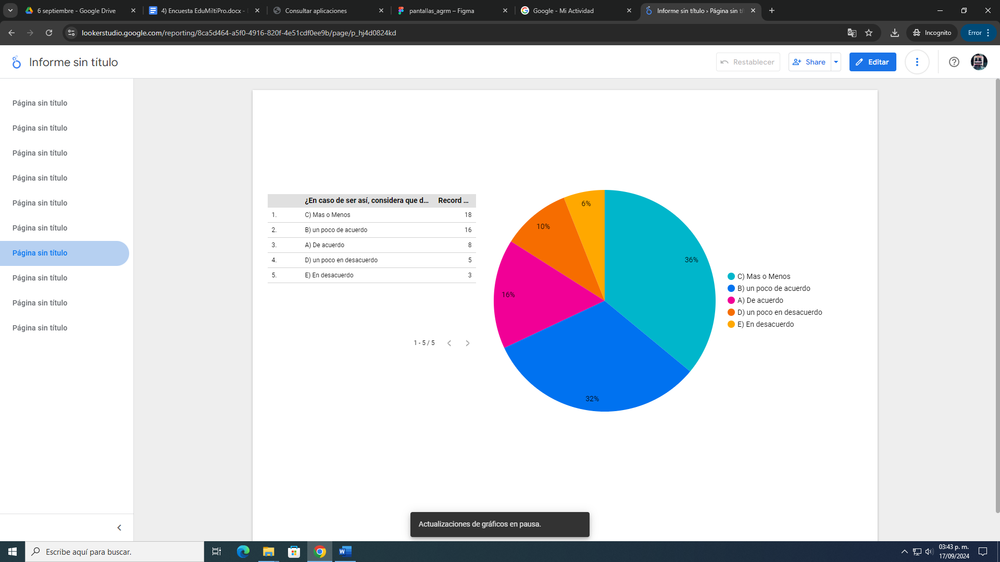 6 septiembre - Google Drive
4) Encuesta EduMiltiPro.docx -
Consultar aplicaciones
pantallas_agrm – Figma
Google - Mi Actividad
Informe sin título › Página sin tí
lookerstudio.google.com/reporting/8ca5d464-a5f0-4916-820f-4e51cdf0ee9b/page/p_hj4d0824kd
Incognito
Error
Informe sin título
Restablecer
Share
Editar
Página sin título
Página sin título
Página sin título
Página sin título
Página sin título
Página sin título
Página sin título
Página sin título
Página sin título
Página sin título
¿En caso de ser así, considera que d... Record ...
1. C) Mas o Menos 18
2. B) un poco de acuerdo 16
3. A) De acuerdo 8
4. D) un poco en desacuerdo 5
5. E) En desacuerdo 3
1 - 5 / 5
6%
10%
36%
16%
32%
C) Mas o Menos
B) un poco de acuerdo
A) De acuerdo
D) un poco en desacuerdo
E) En desacuerdo
Actualizaciones de gráficos en pausa.
Escribe aquí para buscar.
03:43 p. m.
17/09/2024